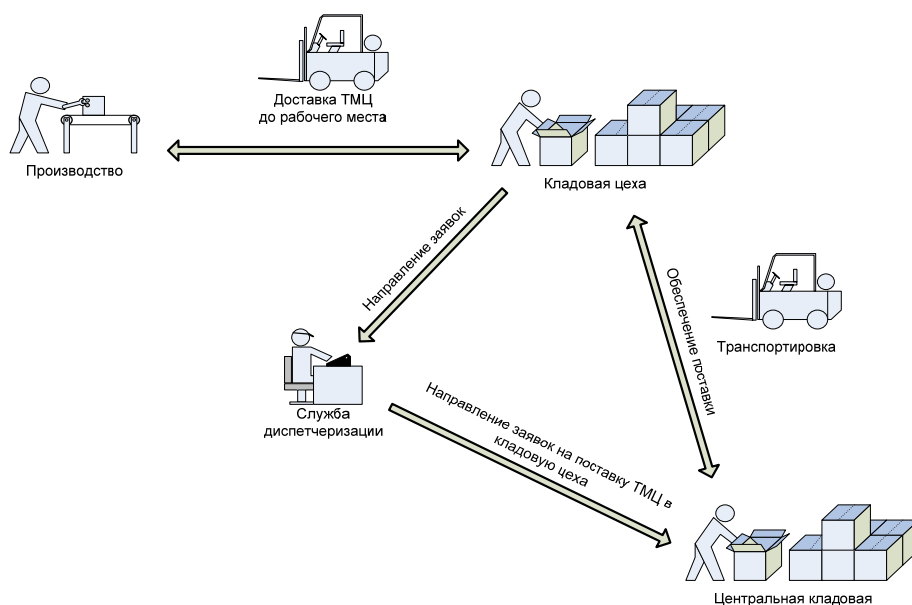 Доставка ТМЦ
до рабочего места
Производство
Кладовая цеха
Направление заявок
Обеспечение поставки
Транспортировка
Служба
диспетчеризации
Направление заявок на поставку ТМЦ в
кладовую цеха
Центральная кладовая